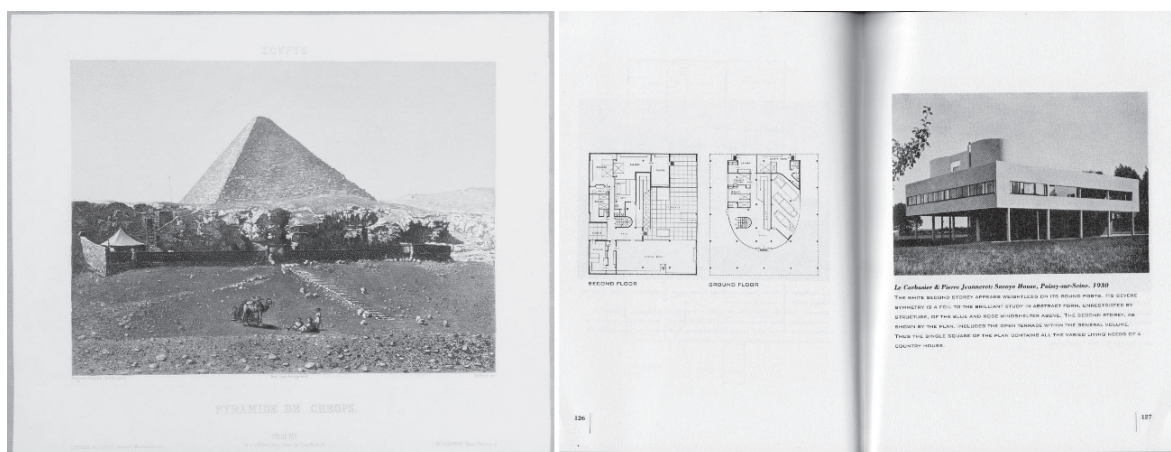 EGYPTE
PYRAMIDE DE CHEOPS.
SECOND FLOOR
GROUND FLOOR
Le Corbusier & Pierre Jeanneret: Savoye House, Poissy-sur-Seine. 1930
THE WHITE SECOND STOREY APPEARS WEIGHTLESS ON ITS ROUND POSTS. ITS SEVERE
SYMMETRY IS A FOIL TO THE BRILLIANT STUDY IN ABSTRACT FORM, UNRESTRICTED BY
STRUCTURE, OF THE BLUE AND ROSE WINDSHELTER ABOVE. THE SECOND STOREY, AS
SHOWN BY THE PLAN, INCLUDES THE OPEN TERRACE WITHIN THE GENERAL VOLUME.
THUS THE SINGLE SQUARE OF THE PLAN CONTAINS ALL THE VARIED LIVING NEEDS OF A
COUNTRY HOUSE.
126
127